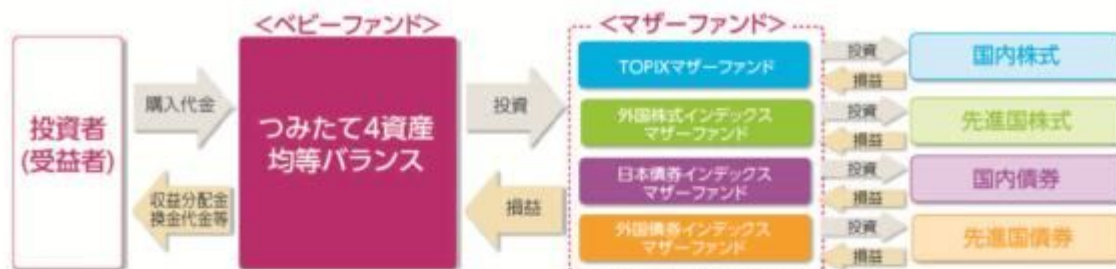 <ベビーファンド>
<マザーファンド>
投資者
(受益者)
購入代金
収益分配金
換金代金等
つみたて4資産
均等バランス
投資
損益
TOPIXマザーファンド
外国株式インデックス
マザーファンド
日本債券インデックス
マザーファンド
外国債券インデックス
マザーファンド
投資
損益
投資
損益
投資
損益
投資
損益
国内株式
先進国株式
国内債券
先進国債券